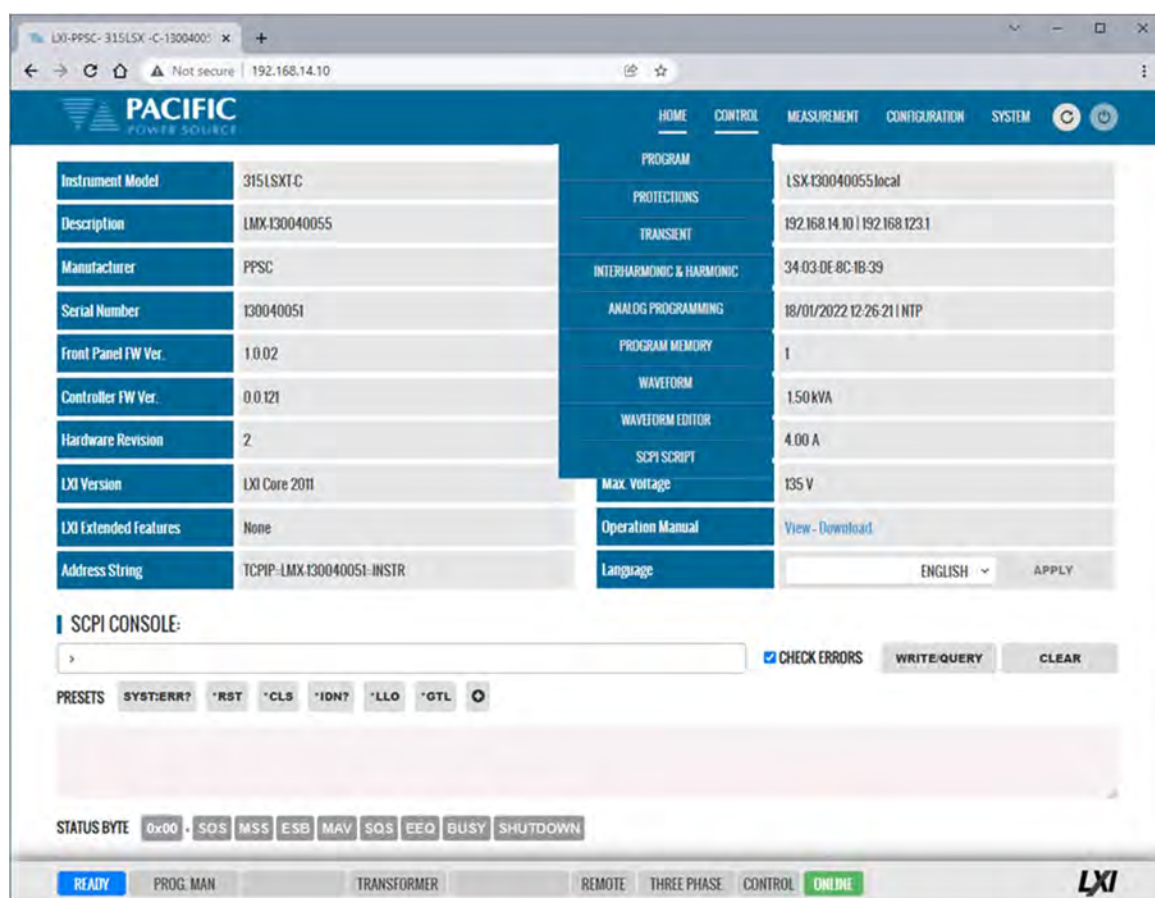 LXI-PPSC- 315LSX -C-1300400
Not secure 192.168.14.10
PACIFIC
POWER SOURCE
HOME CONTROL MEASUREMENT CONFIGURATION SYSTEM
PROGRAM
PROTECTIONS
TRANSIENT
INTERHARMONIC & HARMONIC
ANALOG PROGRAMMING
PROGRAM MEMORY
WAVEFORM
WAVEFORM EDITOR
SCPI SCRIPT
Instrument Model 315LSXT-C LSX-130040055.local
Description LMX-130040055 192.168.14.10 | 192.168.123.1
Manufacturer PPSC 34-03-DE-8C-1B-39
Serial Number 130040051 18/01/2022 12:26:21 | NTP
Front Panel FW Ver. 1.0.02 1
Controller FW Ver. 0.0.121 1.50 kVA
Hardware Revision 2 4.00 A
LXI Version LXI Core 2011 Max. Voltage 135 V
LXI Extended Features None Operation Manual View - Download
Address String TCPIP::LMX-130040051::INSTR Language ENGLISH APPLY
SCPI CONSOLE:
> CHECK ERRORS WRITE/QUERY CLEAR
PRESETS SYST:ERR? *RST *CLS *IDN? *LLO *GTL
STATUS BYTE 0x00 - SOS MSS ESB MAV SQS EEQ BUSY SHUTDOWN
READY PROG. MAN TRANSFORMER REMOTE THREE PHASE CONTROL ONLINE LXI